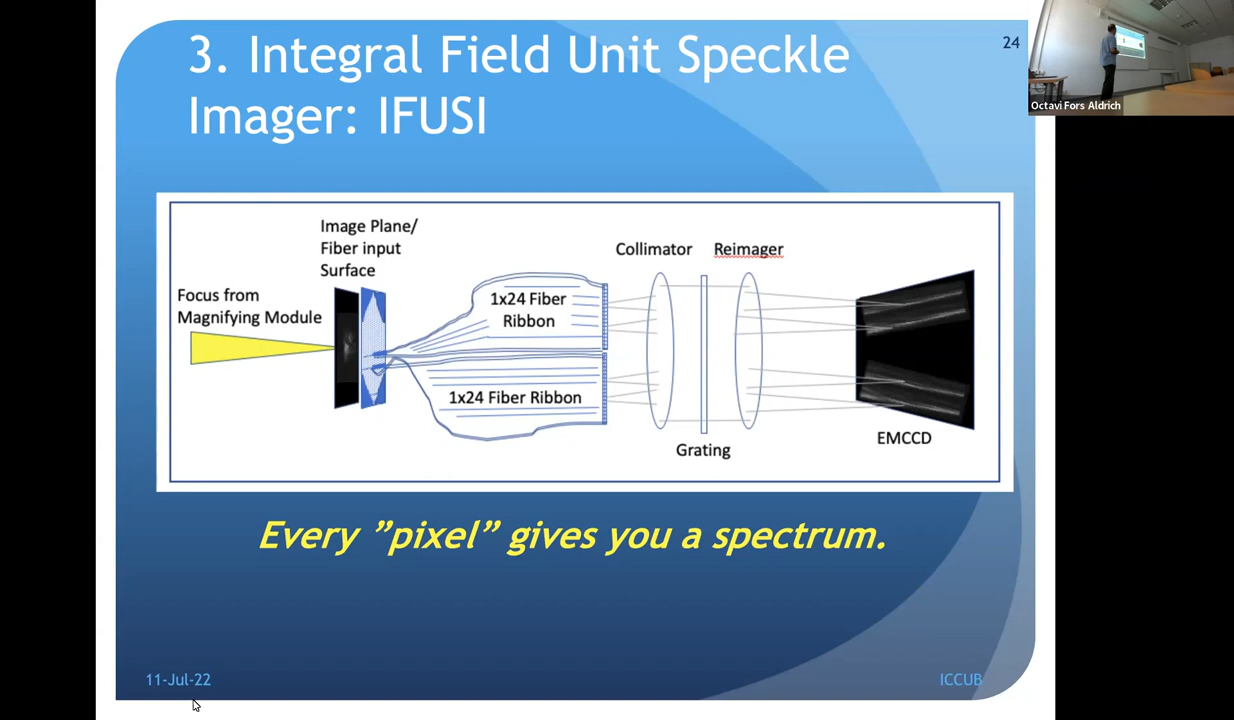 3. Integral Field Unit Speckle
Imager: IFUSI
24
Octavi Fors Aldrich
Image Plane/
Fiber input
Surface
Collimator
Reimager
Focus from
Magnifying Module
1x24 Fiber
Ribbon
1x24 Fiber Ribbon
Grating
EMCCD
Every ”pixel” gives you a spectrum.
11-Jul-22
ICCUB